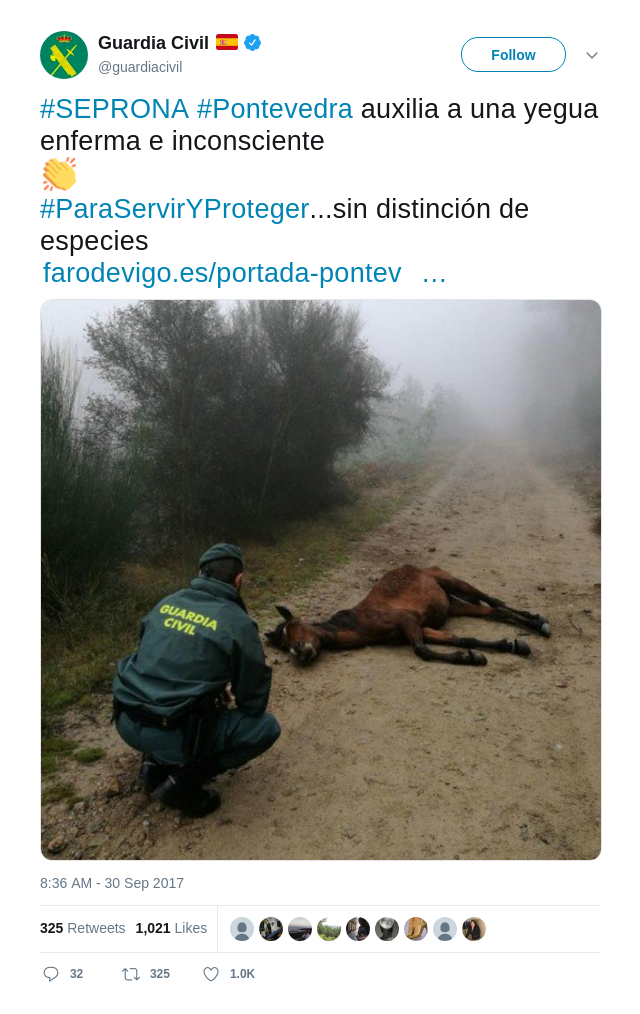 Guardia Civil
@guardiacivil
Follow
#SEPRONA #Pontevedra auxilia a una yegua
enferma e inconsciente
#ParaServirYProteger...sin distinción de
especies
farodevigo.es/portada-pontev …
GUARDIA
CIVIL
8:36 AM - 30 Sep 2017
325 Retweets 1,021 Likes
32 325 1.0K